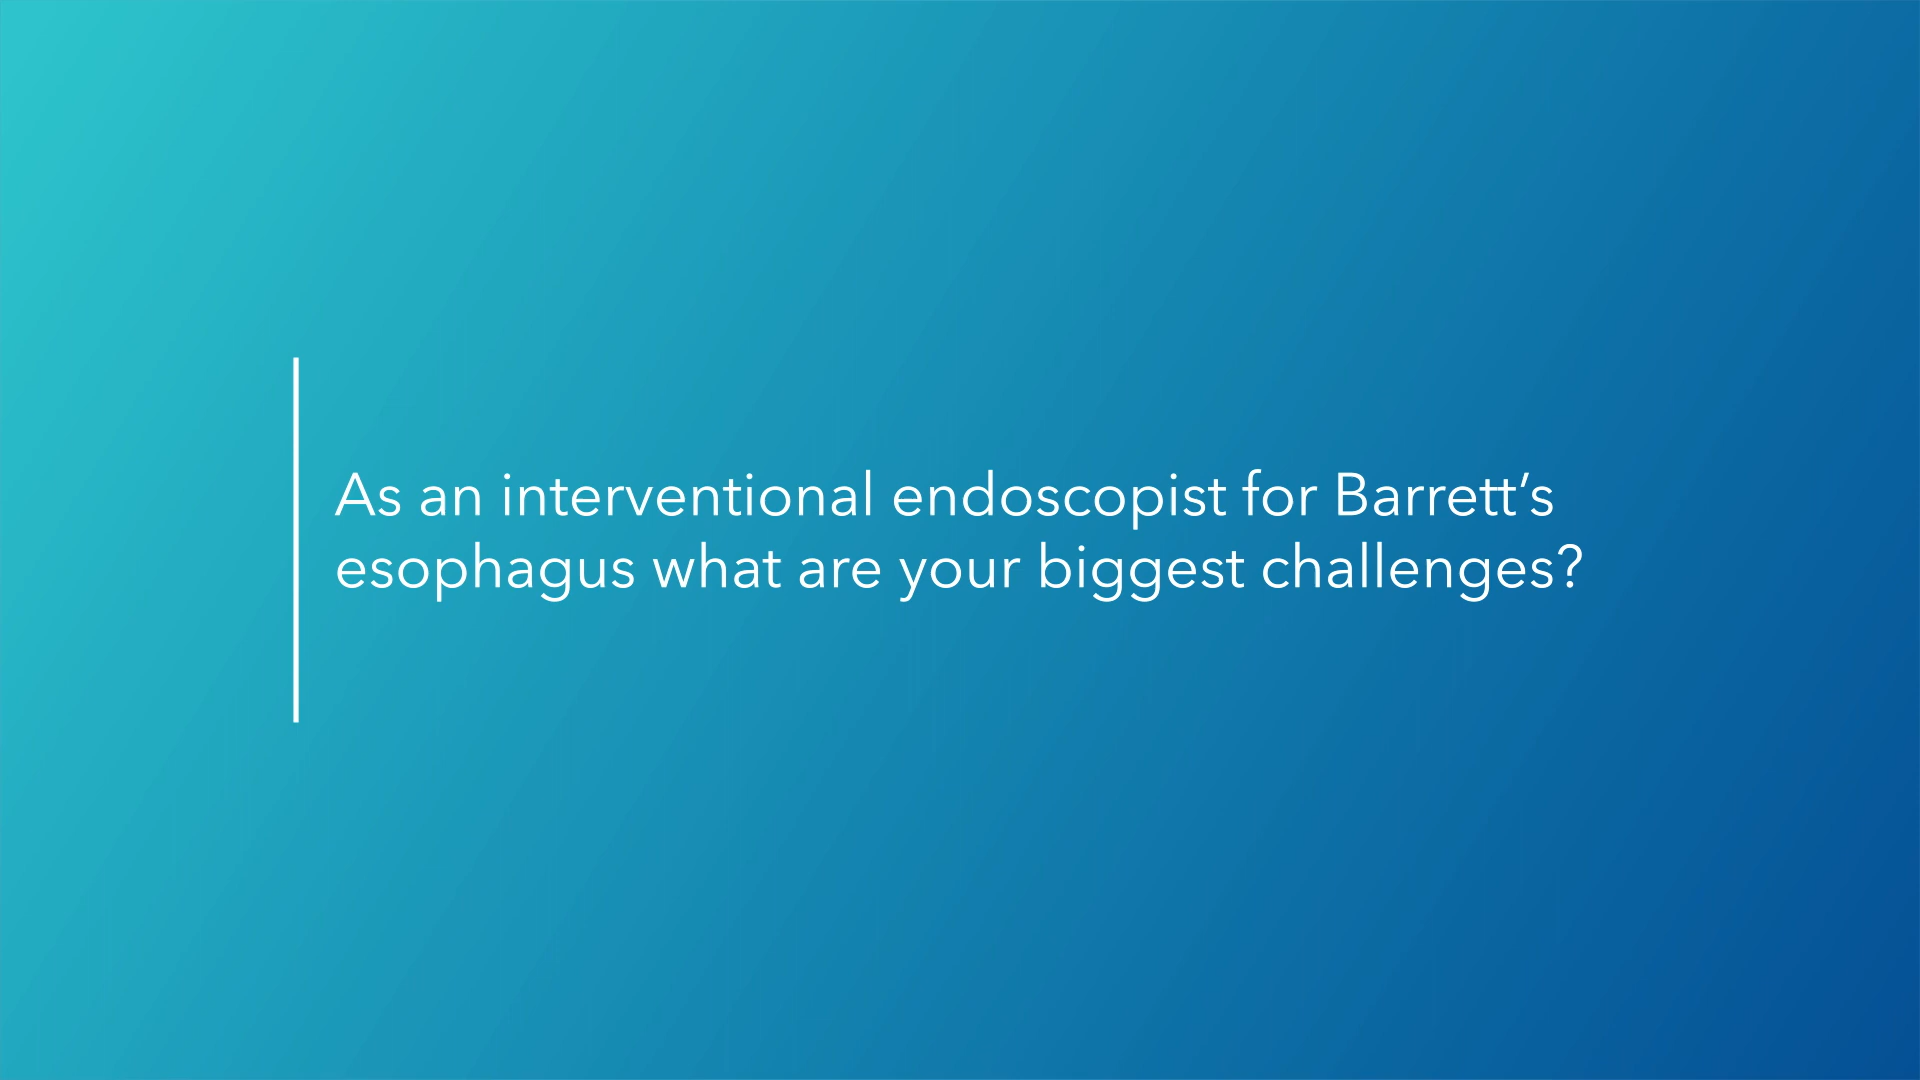 As an interventional endoscopist for Barrett’s
esophagus what are your biggest challenges?